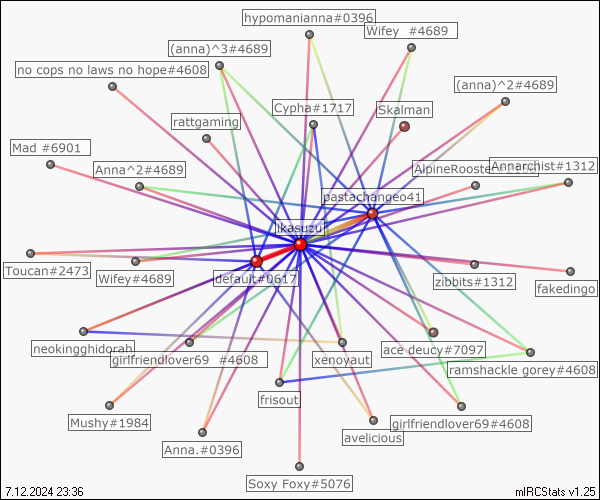 hypomanianna#0396
Wifey  #4689
(anna)^3#4689
no cops no laws no hope#4608
(anna)^2#4689
Cypha#1717
Skalman
rattgaming
Mad #6901
Anna^2#4689
AlpineRooster
Annarchist#1312
pastachangeo41
ikasuzu
Toucan#2473
Wifey#4689
default#0617
zibbits#1312
fakedingo
neokingghidorah
girlfriendlover69  #4608
xenoyaut
ace deucy#7097
ramshackle gorey#4608
frisout
Mushy#1984
Anna.#0396
avelicious
girlfriendlover69#4608
Soxy Foxy#5076
7.12.2024 23:36
mIRCStats v1.25